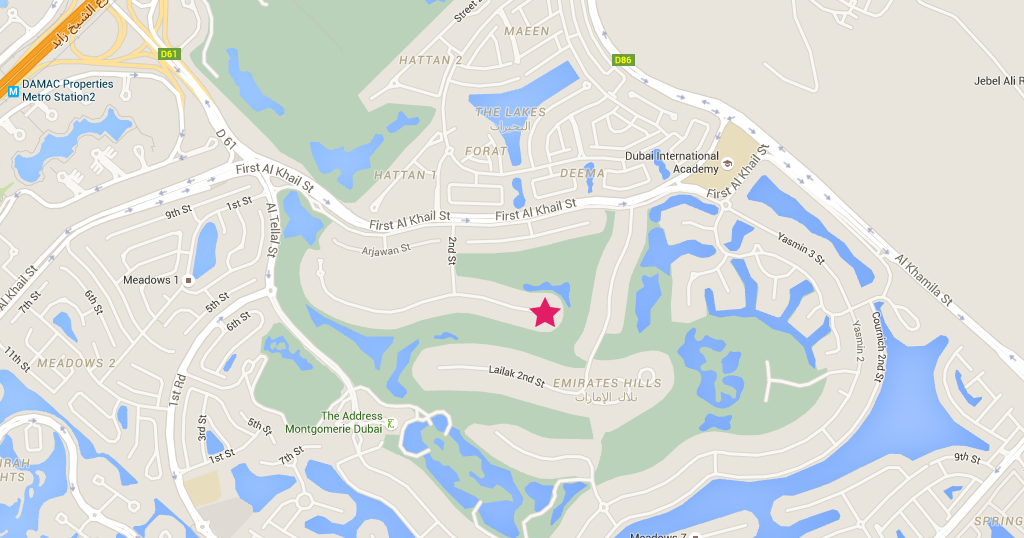 شارع الشيخ زايد
Street 2
MAEEN
D61
HATTAN 2
D86
DAMAC Properties
Metro Station2
M
Jebel Ali R
THE LAKES
البحيرات
D 61
FORAT
Dubai International
Academy
DEEMA
HATTAN 1
First Al Khail St
First Al Khail St
First Al Khail St
First Al Khail St
9th St
1st St
Al Tellal St
Arjawan St
2nd St
Yasmin 3 St
Al Khamila St
Al Khail St
Meadows 1
7th St
6th St
5th St
6th St
Yasmin 2
Cournich 2nd St
11th St
MEADOWS 2
1st Rd
Lailak 2nd St
EMIRATES HILLS
تلال الإمارات
The Address
Montgomerie Dubai
3rd St
5th St
1st St
7th St
9th St
IRAH
HTS
SPRING
Meadows 7